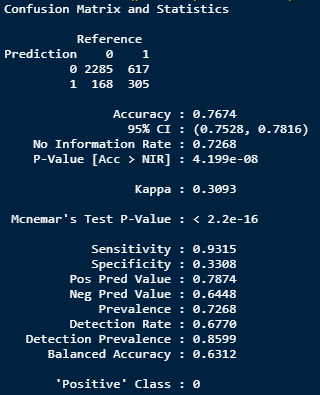 Confusion Matrix and Statistics
Reference
Prediction 0 1
0 2285 617
1 168 305
Accuracy : 0.7674
95% CI : (0.7528, 0.7816)
No Information Rate : 0.7268
P-Value [Acc > NIR] : 4.199e-08
Kappa : 0.3093
Mcnemar's Test P-Value : < 2.2e-16
Sensitivity : 0.9315
Specificity : 0.3308
Pos Pred Value : 0.7874
Neg Pred Value : 0.6448
Prevalence : 0.7268
Detection Rate : 0.6770
Detection Prevalence : 0.8599
Balanced Accuracy : 0.6312
'Positive' Class : 0